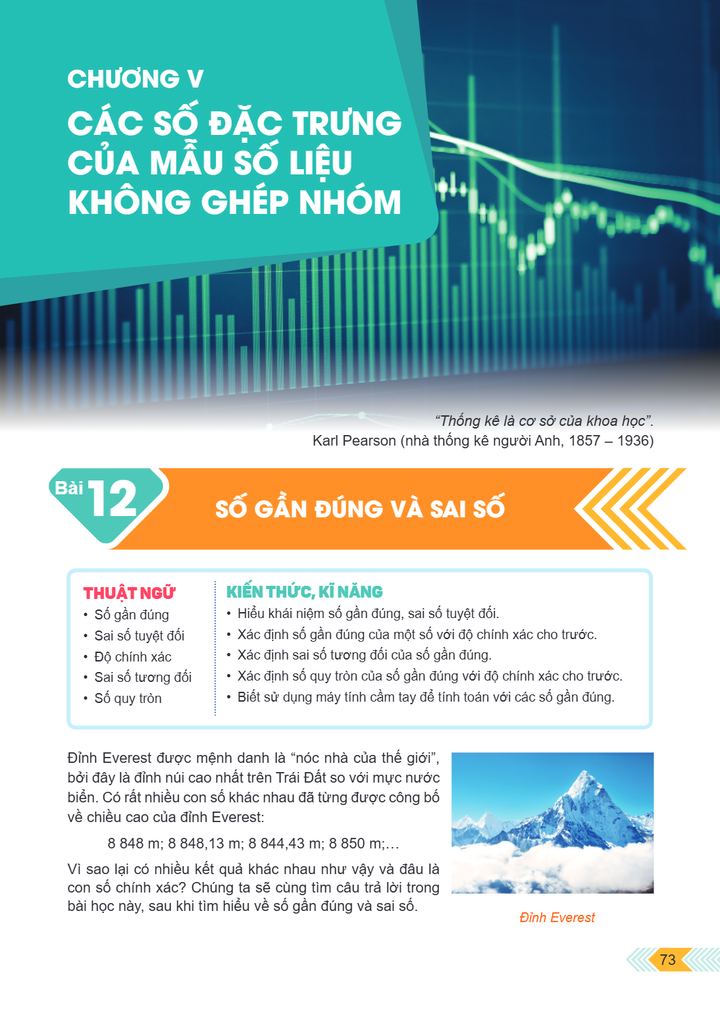 CHƯƠNG V
CÁC SỐ ĐẶC TRƯNG
CỦA MẪU SỐ LIỆU
KHÔNG GHÉP NHÓM
“Thống kê là cơ sở của khoa học”.
Karl Pearson (nhà thống kê người Anh, 1857 – 1936)
Bài 12
SỐ GẦN ĐÚNG VÀ SAI SỐ
THUẬT NGỮ
• Số gần đúng
• Sai số tuyệt đối
• Độ chính xác
• Sai số tương đối
• Số quy tròn
KIẾN THỨC, KĨ NĂNG
• Hiểu khái niệm số gần đúng, sai số tuyệt đối.
• Xác định số gần đúng của một số với độ chính xác cho trước.
• Xác định sai số tương đối của số gần đúng.
• Xác định số quy tròn của số gần đúng với độ chính xác cho trước.
• Biết sử dụng máy tính cầm tay để tính toán với các số gần đúng.
Đỉnh Everest được mệnh danh là “nóc nhà của thế giới”,
bởi đây là đỉnh núi cao nhất trên Trái Đất so với mực nước
biển. Có rất nhiều con số khác nhau đã từng được công bố
về chiều cao của đỉnh Everest:
8 848 m; 8 848,13 m; 8 844,43 m; 8 850 m;…
Vì sao lại có nhiều kết quả khác nhau như vậy và đâu là
con số chính xác? Chúng ta sẽ cùng tìm câu trả lời trong
bài học này, sau khi tìm hiểu về số gần đúng và sai số.
Đỉnh Everest
73